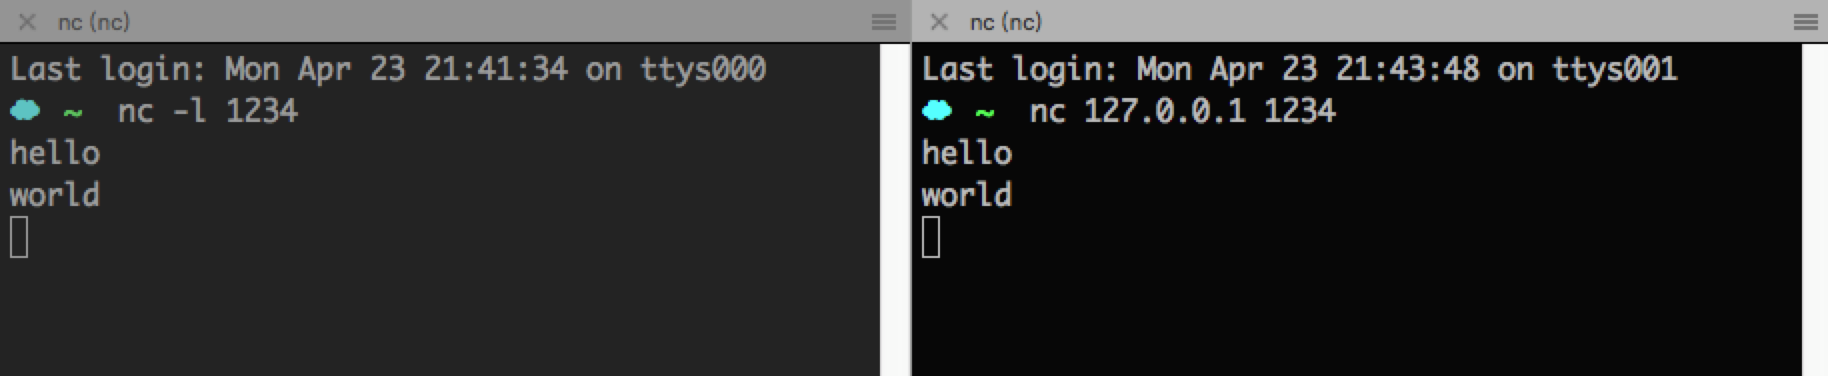 nc (nc)
Last login: Mon Apr 23 21:41:34 on ttys000
~ nc -l 1234
hello
world
nc (nc)
Last login: Mon Apr 23 21:43:48 on ttys001
~ nc 127.0.0.1 1234
hello
world